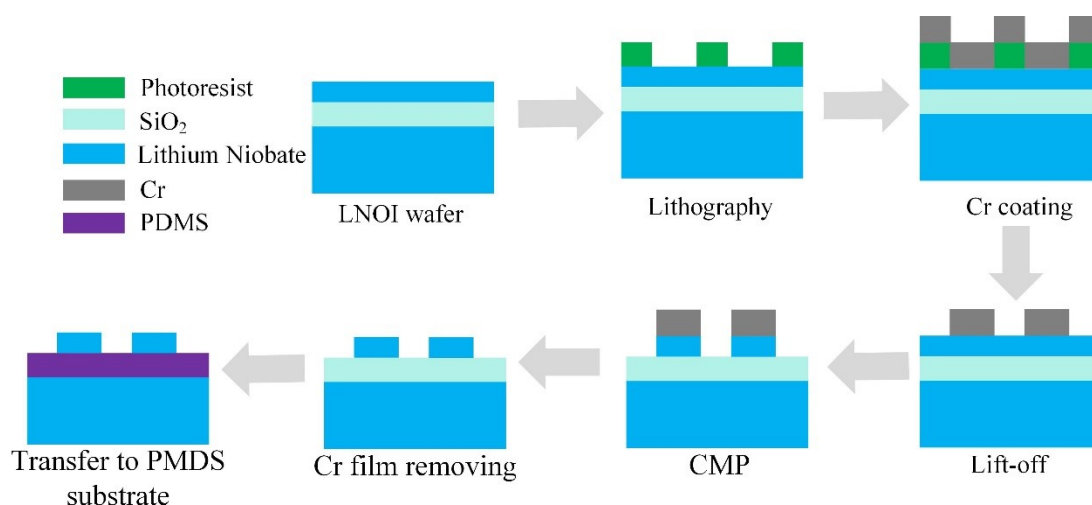 Photoresist
SiO₂
Lithium Niobate
Cr
PDMS
LNOI wafer
Lithography
Cr coating
Lift-off
CMP
Cr film removing
Transfer to PMDS
substrate